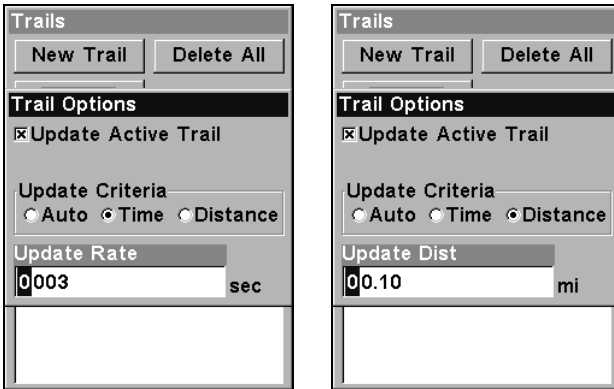 Trails
New Trail Delete All
Trail Options
Update Active Trail
Update Criteria
Auto Time Distance
Update Rate
0003 sec
Trails
New Trail Delete All
Trail Options
Update Active Trail
Update Criteria
Auto Time Distance
Update Dist
00.10 mi